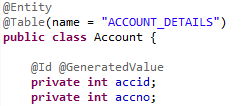 @Entity
@Table(name = "ACCOUNT_DETAILS")
public class Account {
@Id @GeneratedValue
private int accid;
private int accno;